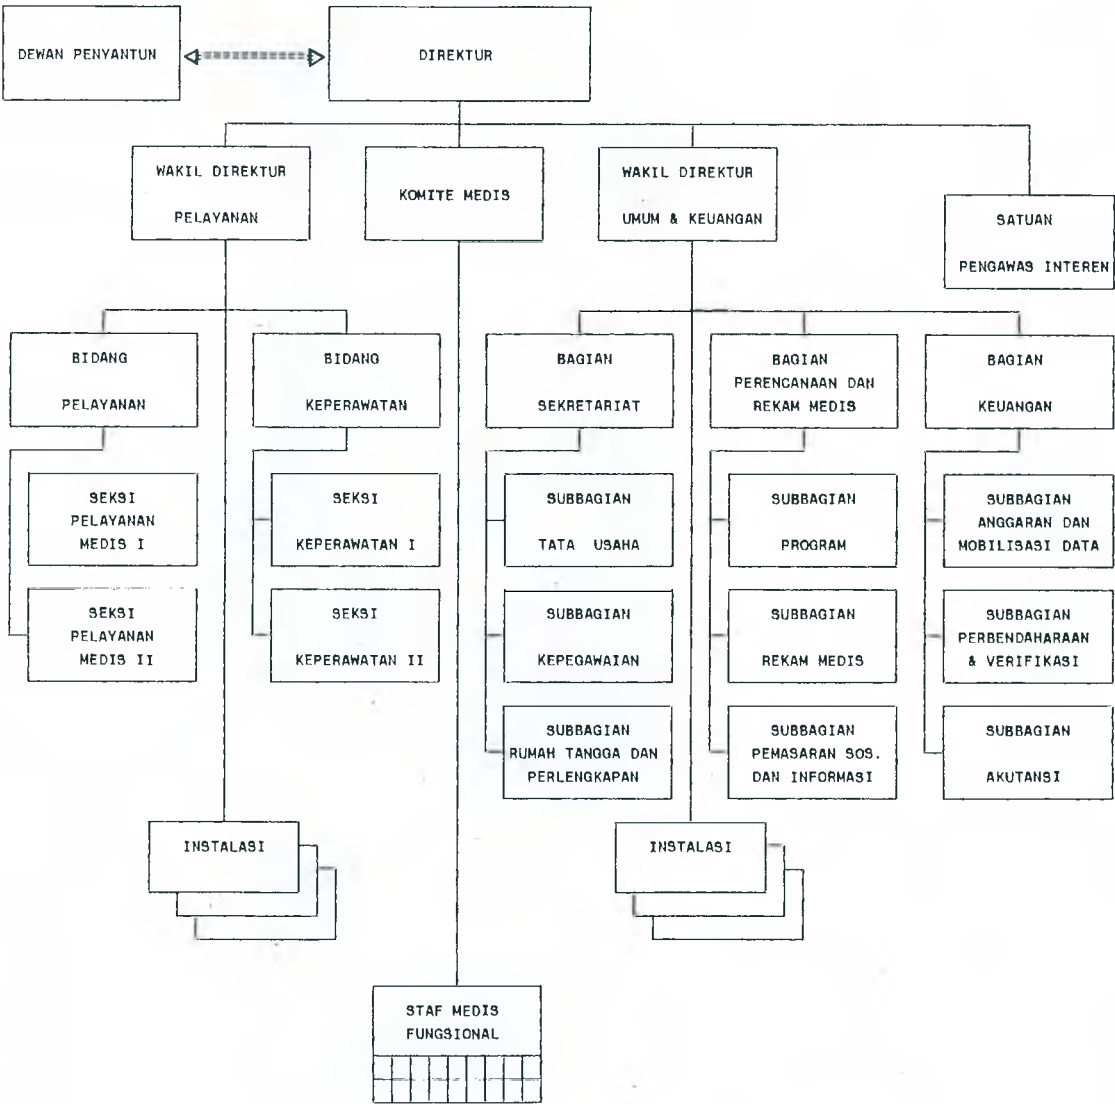 DEWAN PENYANTUN
DIREKTUR
WAKIL DIREKTUR
PELAYANAN
KOMITE MEDIS
WAKIL DIREKTUR
UMUM & KEUANGAN
SATUAN
PENGAWAS INTEREN
BIDANG
PELAYANAN
BIDANG
KEPERAWATAN
BAGIAN
SEKRETARIAT
BAGIAN
PERENCANAAN DAN
REKAM MEDIS
BAGIAN
KEUANGAN
SEKSI
PELAYANAN
MEDIS I
SEKSI
KEPERAWATAN I
SUBBAGIAN
TATA USAHA
SUBBAGIAN
PROGRAM
SUBBAGIAN
ANGGARAN DAN
MOBILISASI DATA
SEKSI
PELAYANAN
MEDIS II
SEKSI
KEPERAWATAN II
SUBBAGIAN
KEPEGAWAIAN
SUBBAGIAN
REKAM MEDIS
SUBBAGIAN
PERBENDAHARAAN
& VERIFIKASI
SUBBAGIAN
RUMAH TANGGA DAN
PERLENGKAPAN
SUBBAGIAN
PEMASARAN SOS.
DAN INFORMASI
SUBBAGIAN
AKUTANSI
INSTALASI
INSTALASI
STAF MEDIS
FUNGSIONAL